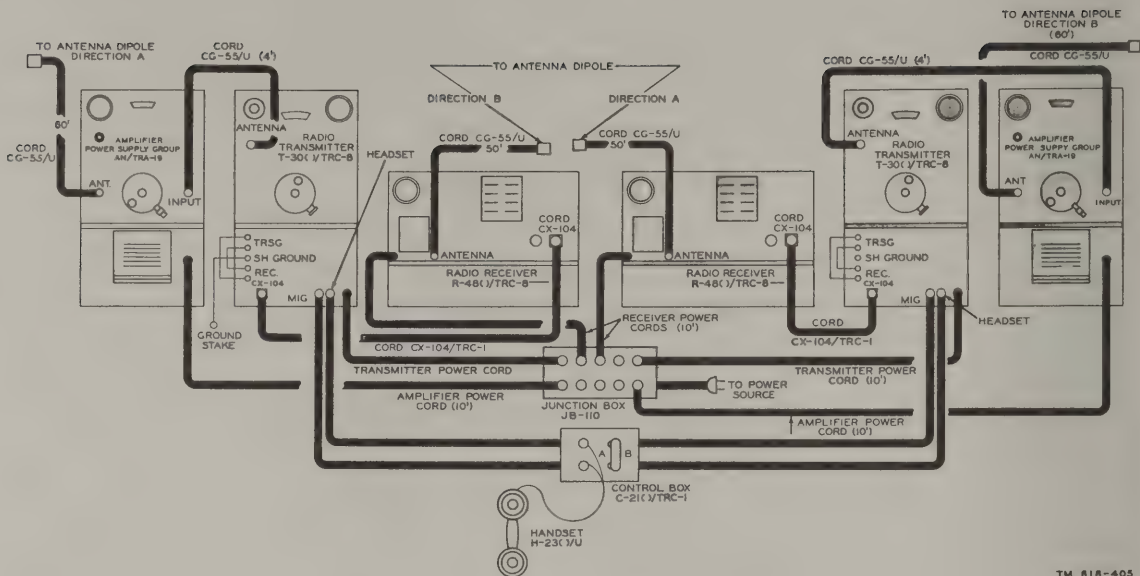 TO ANTENNA DIPOLE
DIRECTION A
CORD
CG-55/U (4')
60'
CORD
CG-55/U
AMPLIFIER
POWER SUPPLY GROUP
AN/TRA-19
ANT.
INPUT
ANTENNA
RADIO
TRANSMITTER
T-30( )/TRC-8
HEADSET
TRSG
SH GROUND
REC.
CX-104
MIG
GROUND
STAKE
TO ANTENNA DIPOLE
DIRECTION B
DIRECTION A
CORD CG-55/U
50'
CORD CG-55/U
50'
CORD
CX-104
ANTENNA
RADIO RECEIVER
R-48( )/TRC-8
CORD
CX-104
ANTENNA
RADIO RECEIVER
R-48( )/TRC-8
RECEIVER POWER
CORDS (10')
CORD CX-104/TRC-1
TRANSMITTER POWER CORD
AMPLIFIER POWER
CORD (10')
JUNCTION BOX
JB-110
TO POWER
SOURCE
TRANSMITTER POWER
CORD (10')
AMPLIFIER POWER
CORD (10')
A B
CONTROL BOX
C-21( )/TRC-1
HANDSET
H-23( )/U
TO ANTENNA DIPOLE
DIRECTION B
(60')
CORD CG-55/U
CORD CG-55/U (4')
ANTENNA
RADIO
TRANSMITTER
T-30( )/TRC-8
TRSG
SH GROUND
REC.
CX-104
MIG
HEADSET
CORD
CX-104/TRC-1
AMPLIFIER
POWER SUPPY GROUP
AN/TRA-19
ANT
INPUT
TM 818-405